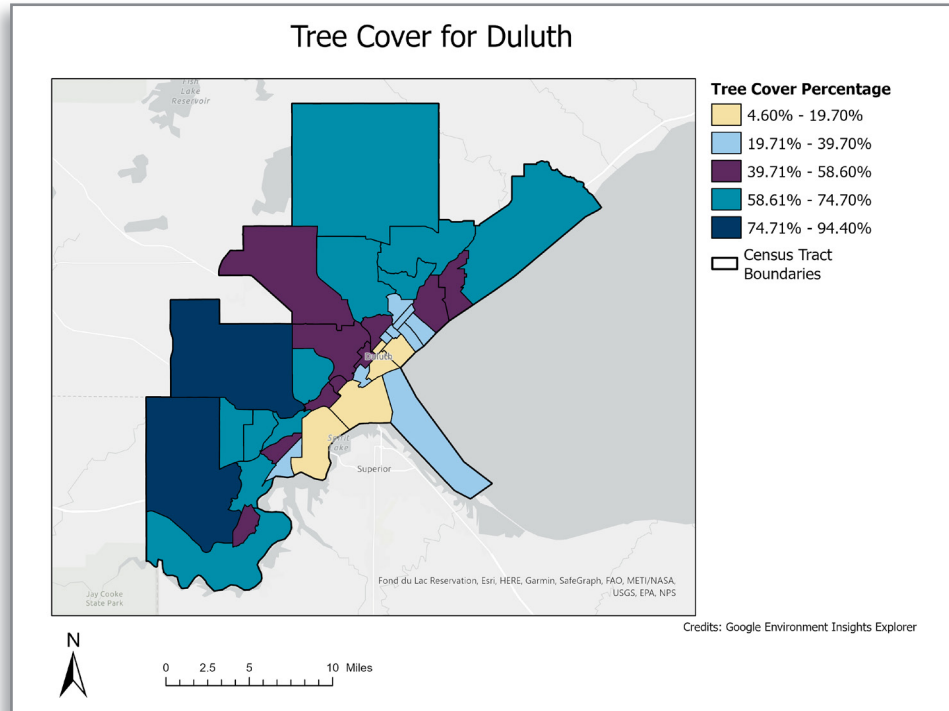 Tree Cover for Duluth
Fish
Lake
Reservoir
Duluth
Spirit
Lake
Superior
Jay Cooke
State Park
Fond du Lac Reservation, Esri, HERE, Garmin, SafeGraph, FAO, METI/NASA,
USGS, EPA, NPS
Tree Cover Percentage
4.60% - 19.70%
19.71% - 39.70%
39.71% - 58.60%
58.61% - 74.70%
74.71% - 94.40%
Census Tract
Boundaries
Credits: Google Environment Insights Explorer
N
0 2.5 5 10 Miles